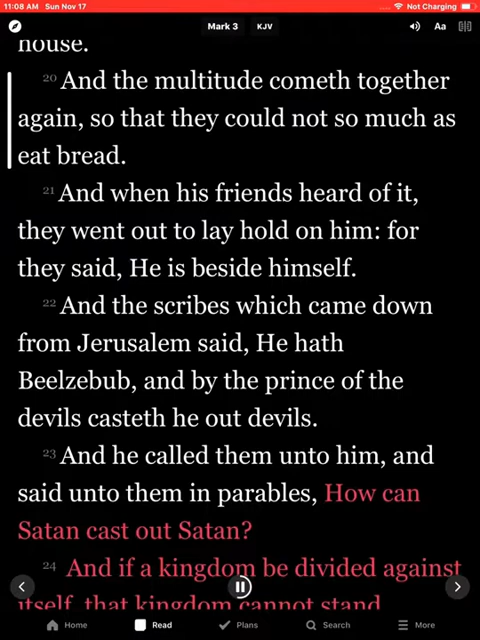 11:08 AM Sun Nov 17
Not Charging
Mark 3 KJV
Aa
house.
20 And the multitude cometh together
again, so that they could not so much as
eat bread.
21 And when his friends heard of it,
they went out to lay hold on him: for
they said, He is beside himself.
22 And the scribes which came down
from Jerusalem said, He hath
Beelzebub, and by the prince of the
devils casteth he out devils.
23 And he called them unto him, and
said unto them in parables, How can
Satan cast out Satan?
24 And if a kingdom be divided against
itself, that kingdom cannot stand.
Home Read Plans Search More